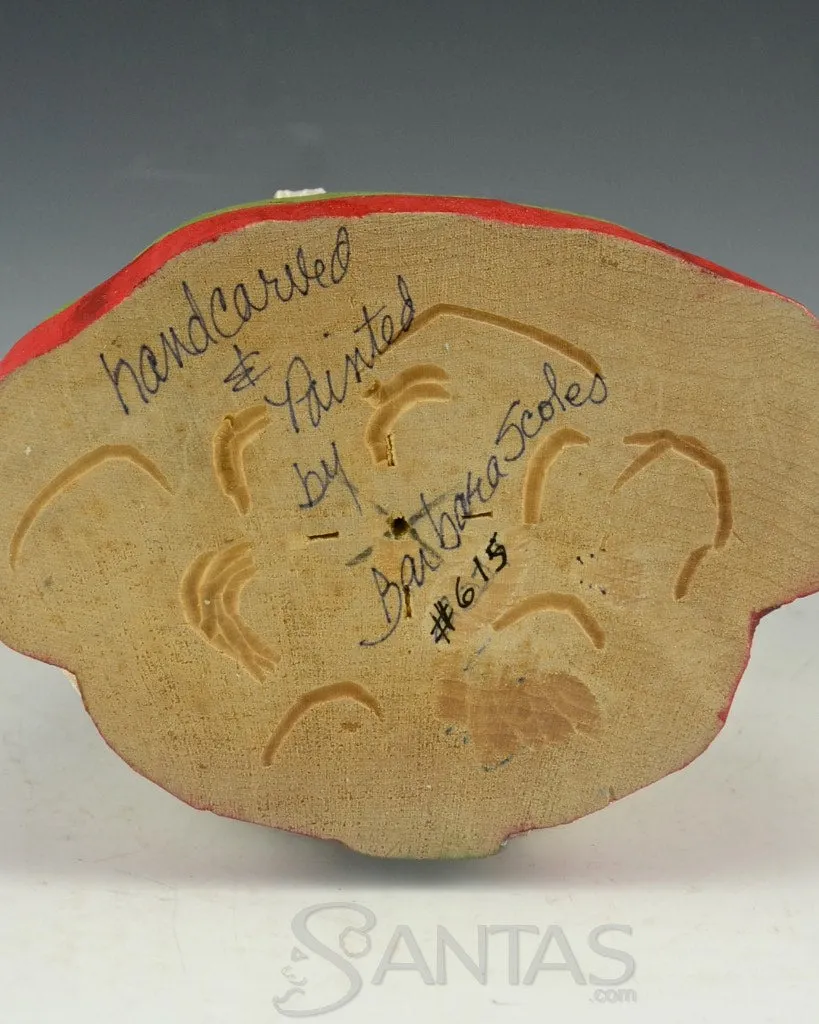 handcarved
&
Painted
by
Barbara Scoles
#615
SANTAS
.com